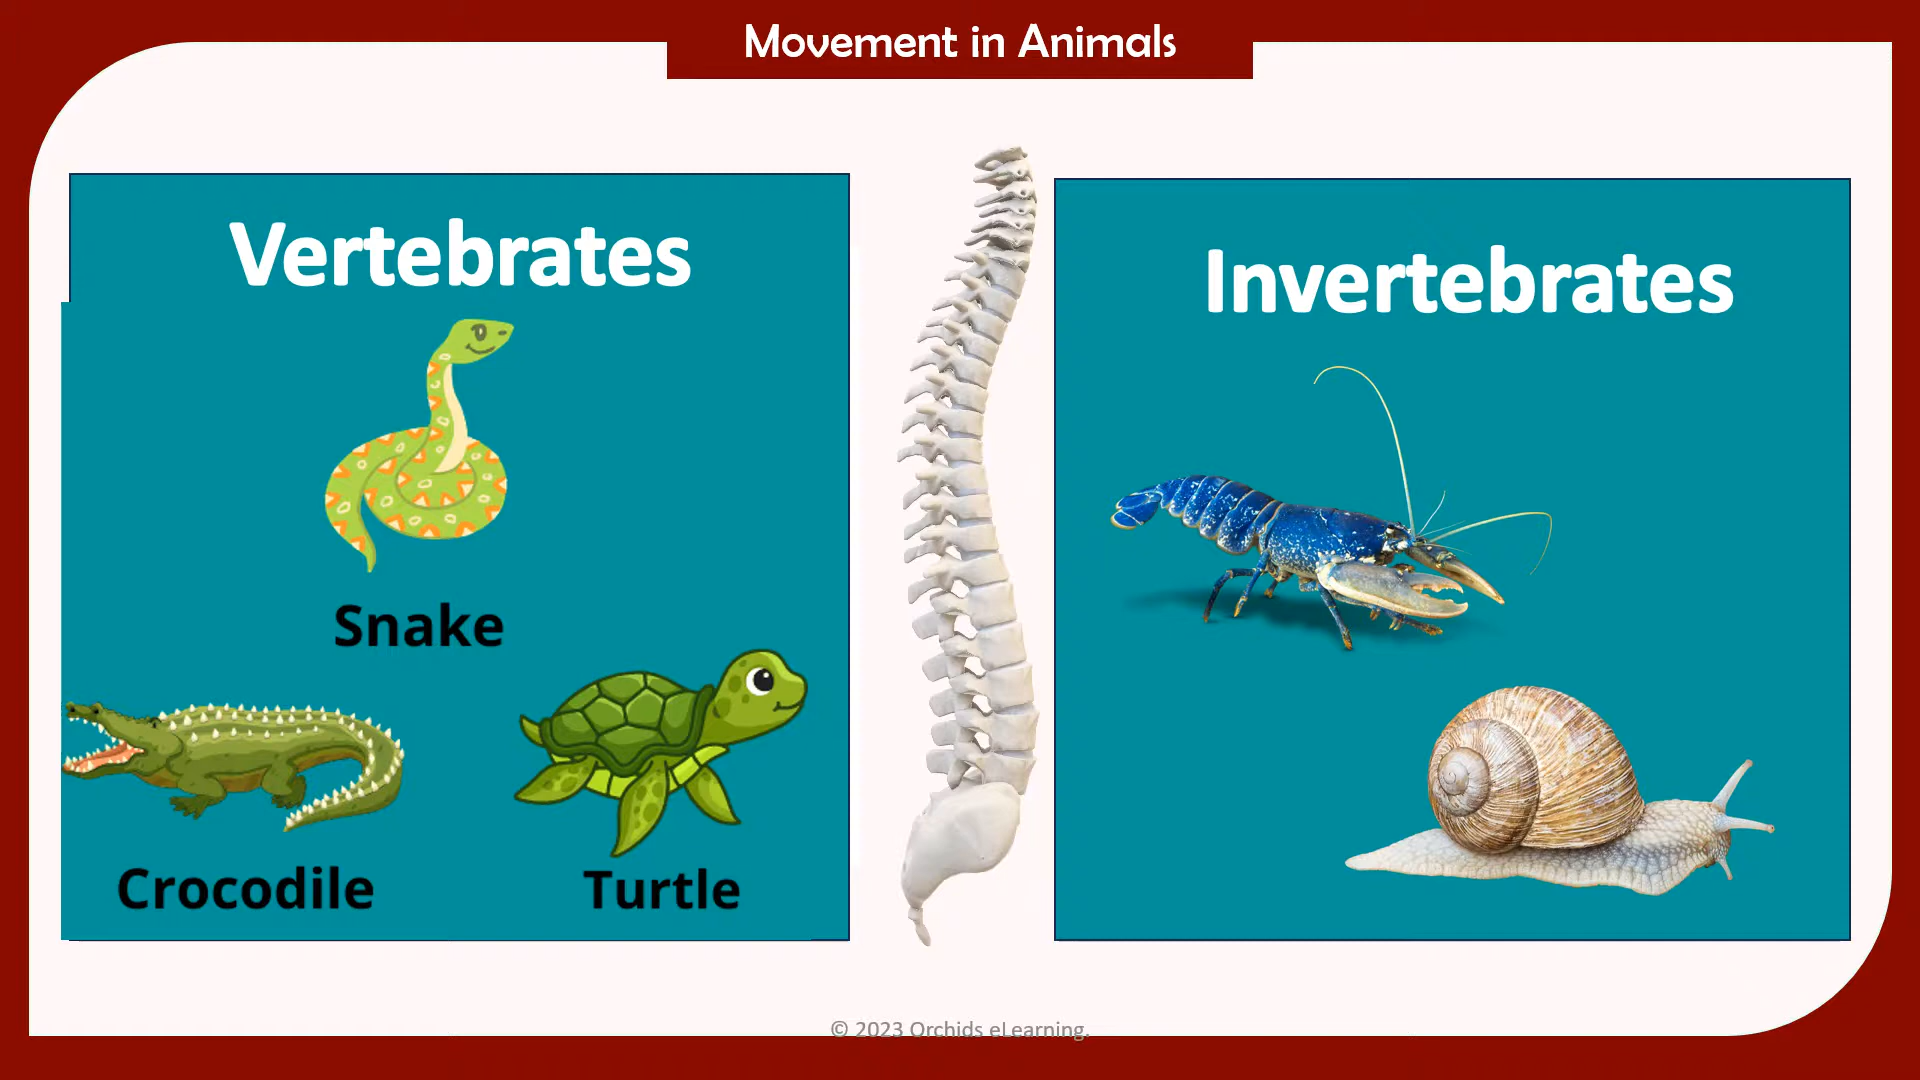 Movement in Animals
Vertebrates
Snake
Crocodile
Turtle
Invertebrates
© 2023 Orchids eLearning.